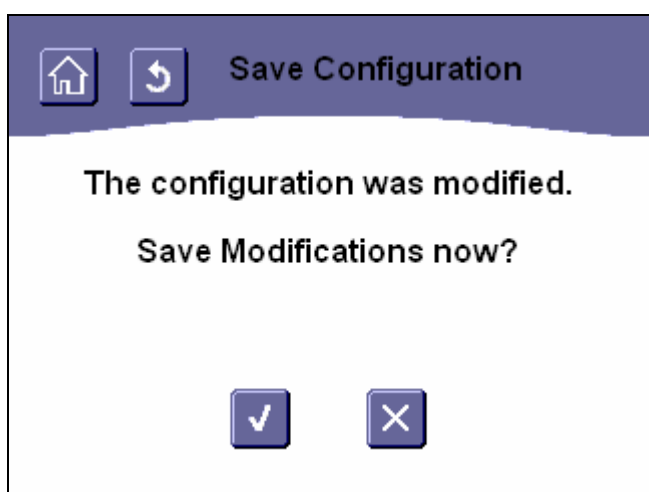 Save Configuration
The configuration was modified.
Save Modifications now?